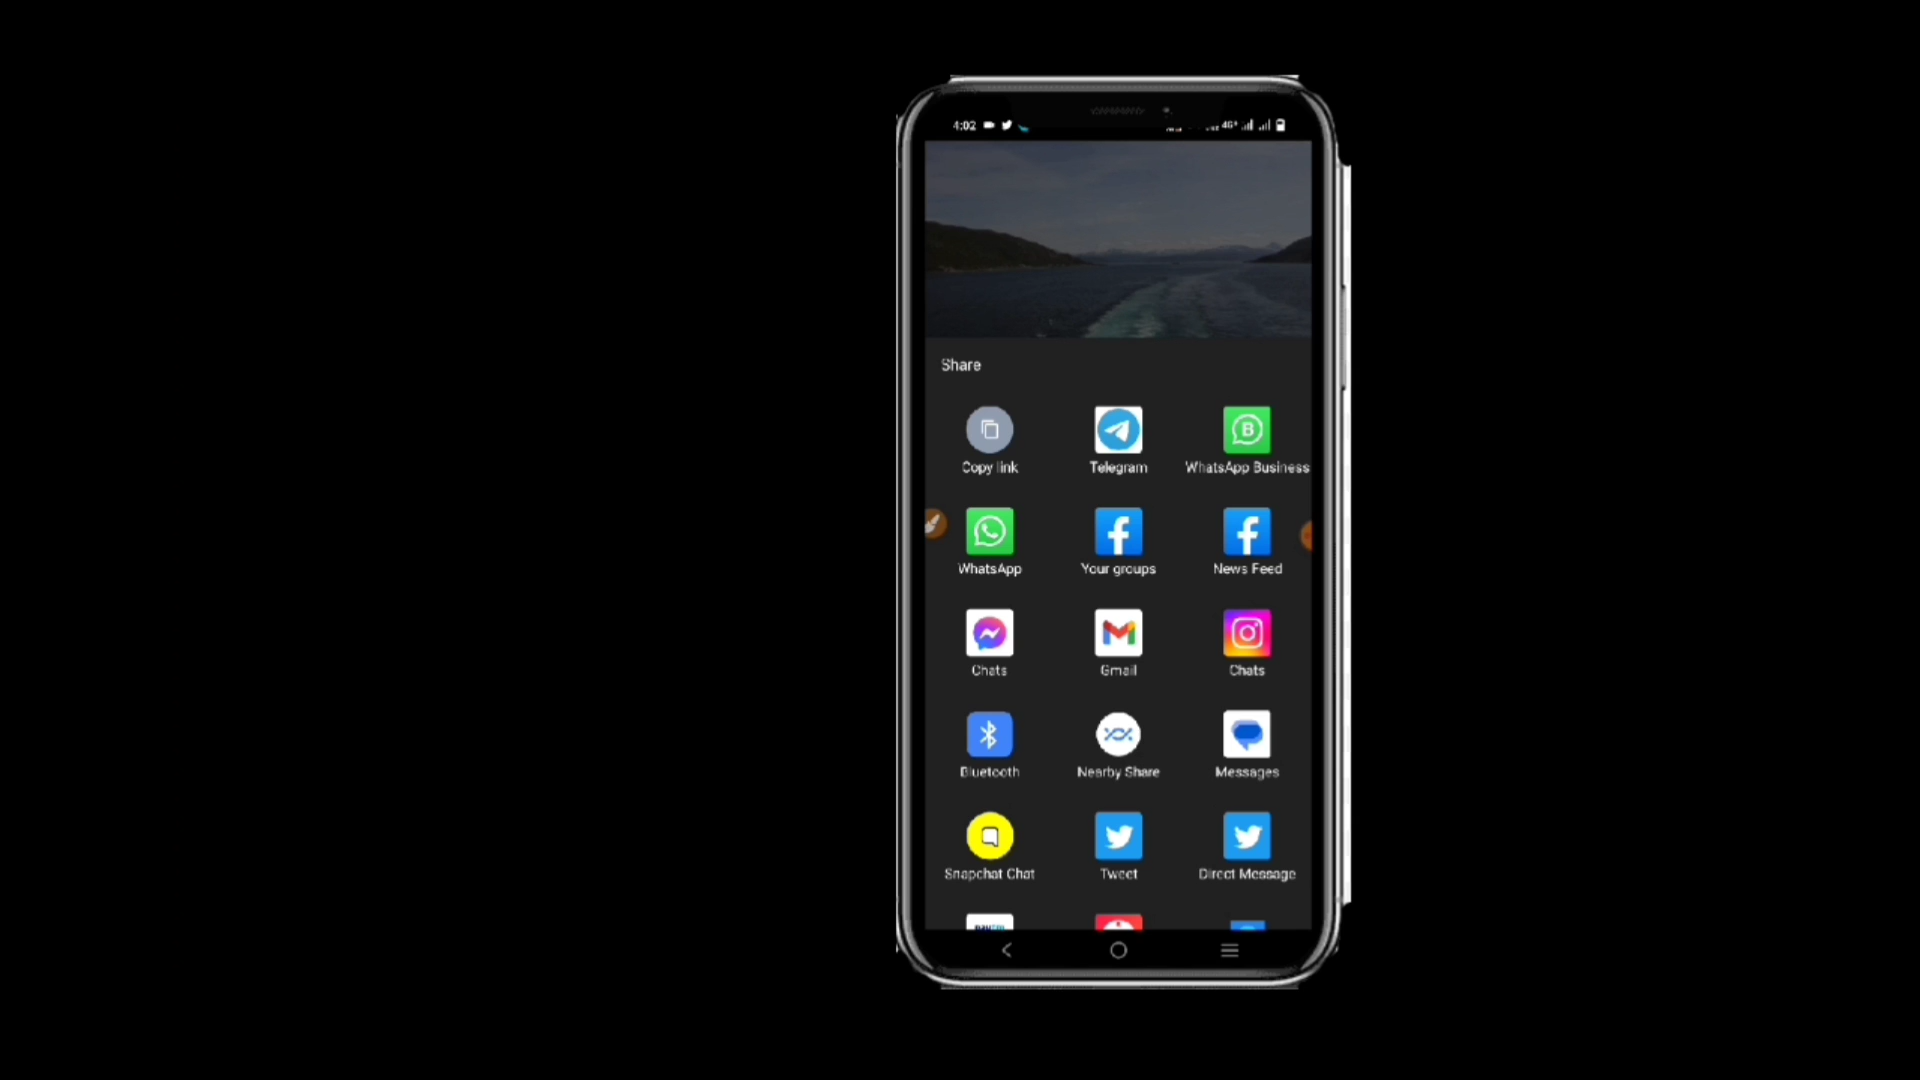 4:02
4G+
Share
Copy link Telegram WhatsApp Business
WhatsApp Your groups News Feed
Chats Gmail Chats
Bluetooth Nearby Share Messages
Snapchat Chat Tweet Direct Message